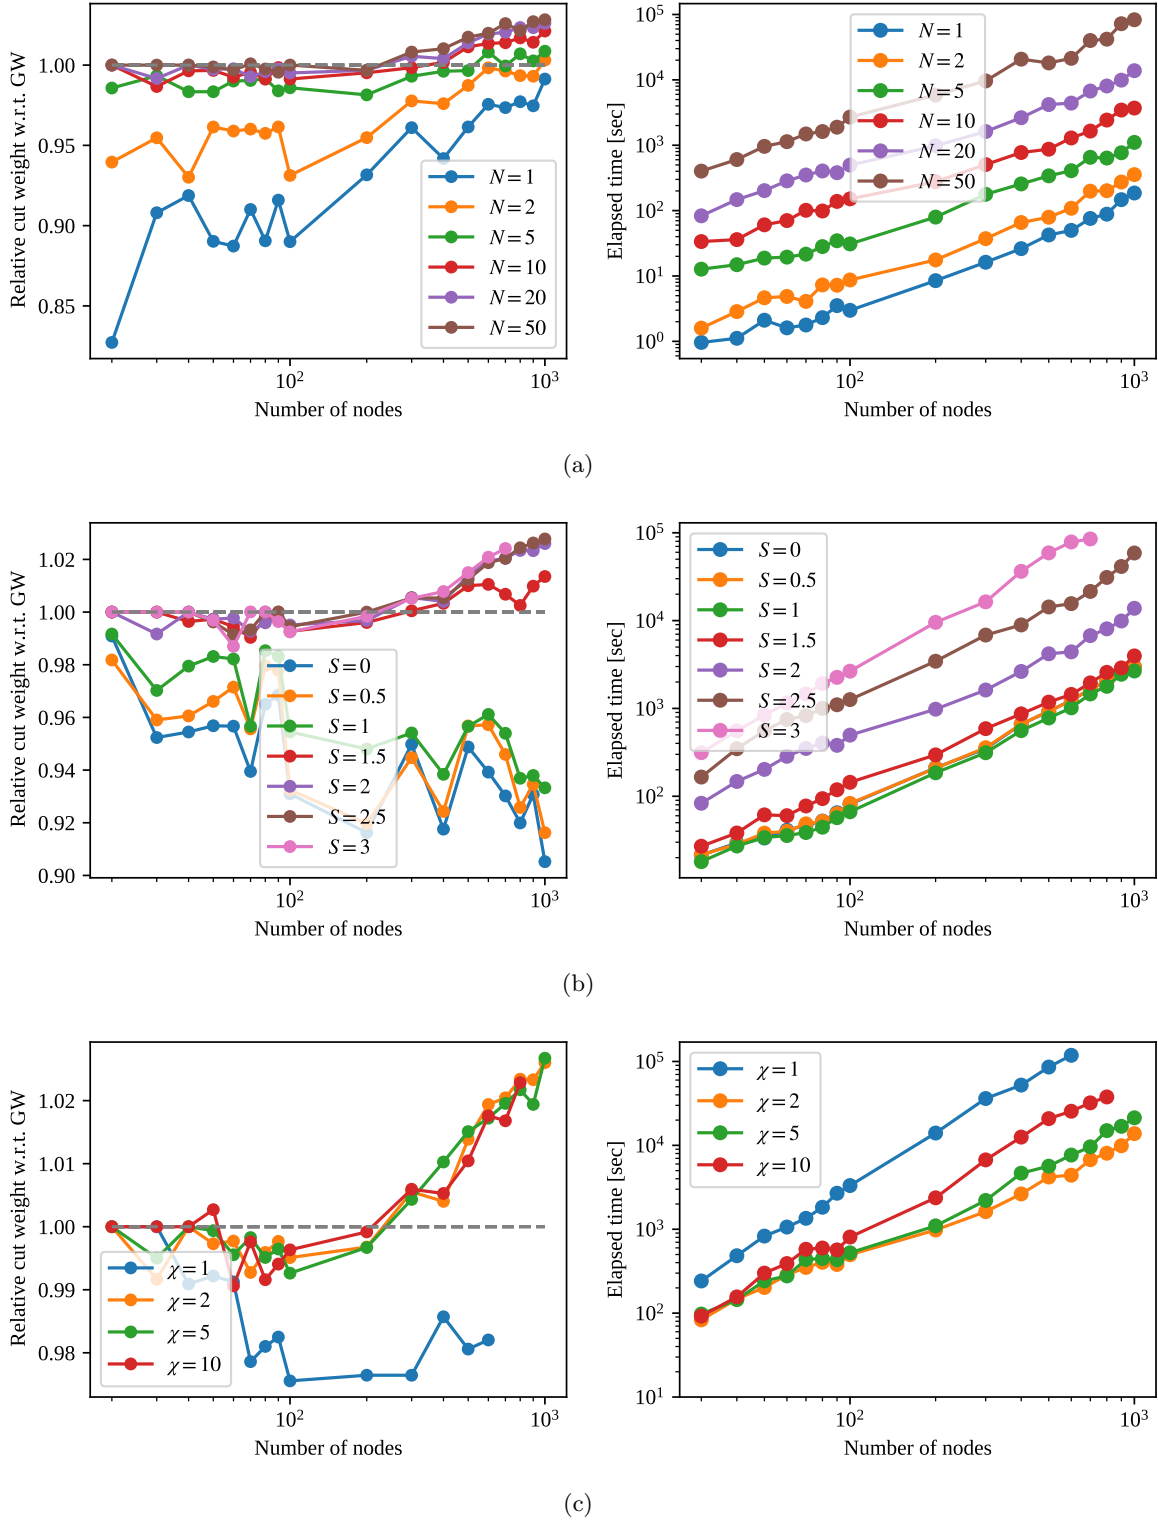 Relative cut weight w.r.t. GW
1.00
0.95
0.90
0.85
N = 1
N = 2
N = 5
N = 10
N = 20
N = 50
10²
10³
Number of nodes
Elapsed time [sec]
10⁵
10⁴
10³
10²
10¹
10⁰
N = 1
N = 2
N = 5
N = 10
N = 20
N = 50
10²
10³
Number of nodes
(a)
Relative cut weight w.r.t. GW
1.02
1.00
0.98
0.96
0.94
0.92
0.90
S = 0
S = 0.5
S = 1
S = 1.5
S = 2
S = 2.5
S = 3
10²
10³
Number of nodes
Elapsed time [sec]
10⁵
10⁴
10³
10²
S = 0
S = 0.5
S = 1
S = 1.5
S = 2
S = 2.5
S = 3
10²
10³
Number of nodes
(b)
Relative cut weight w.r.t. GW
1.02
1.01
1.00
0.99
0.98
χ = 1
χ = 2
χ = 5
χ = 10
10²
10³
Number of nodes
Elapsed time [sec]
10⁵
10⁴
10³
10²
10¹
χ = 1
χ = 2
χ = 5
χ = 10
10²
10³
Number of nodes
(c)